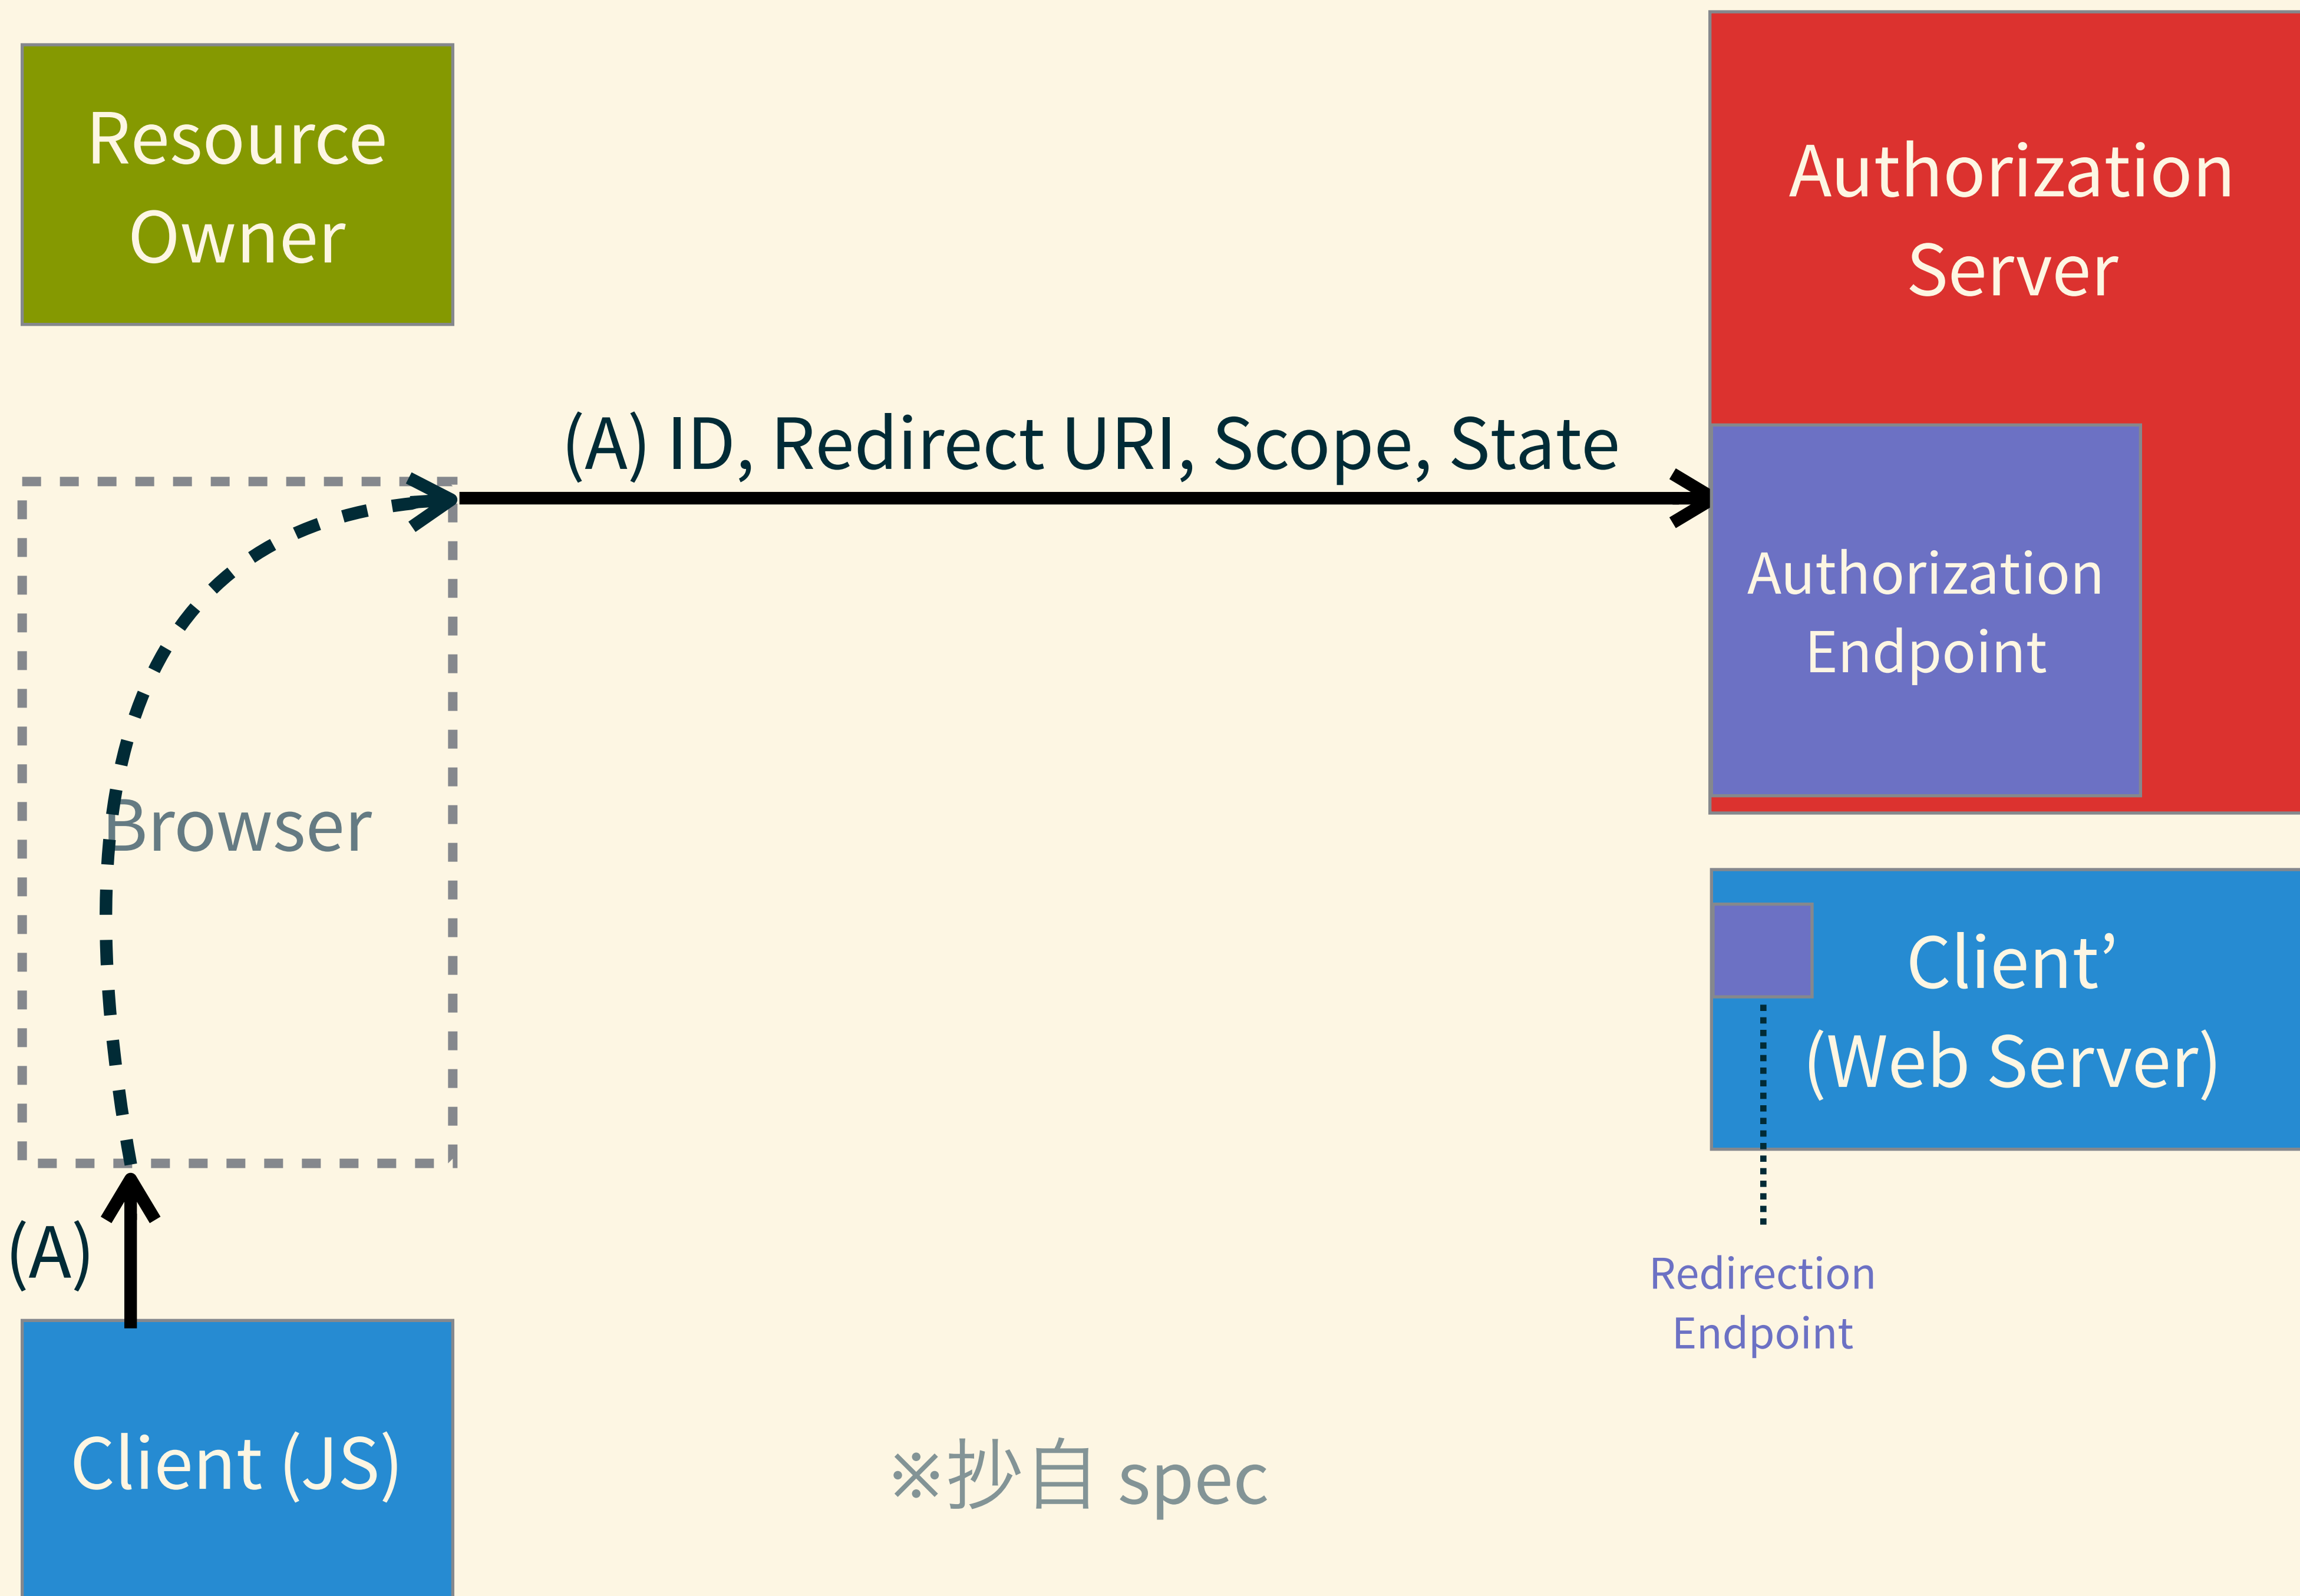 Resource
Owner
Authorization
Server
(A) ID, Redirect URI, Scope, State
Authorization
Endpoint
Browser
Client’
(Web Server)
(A)
Redirection
Endpoint
Client (JS)
※抄自 spec